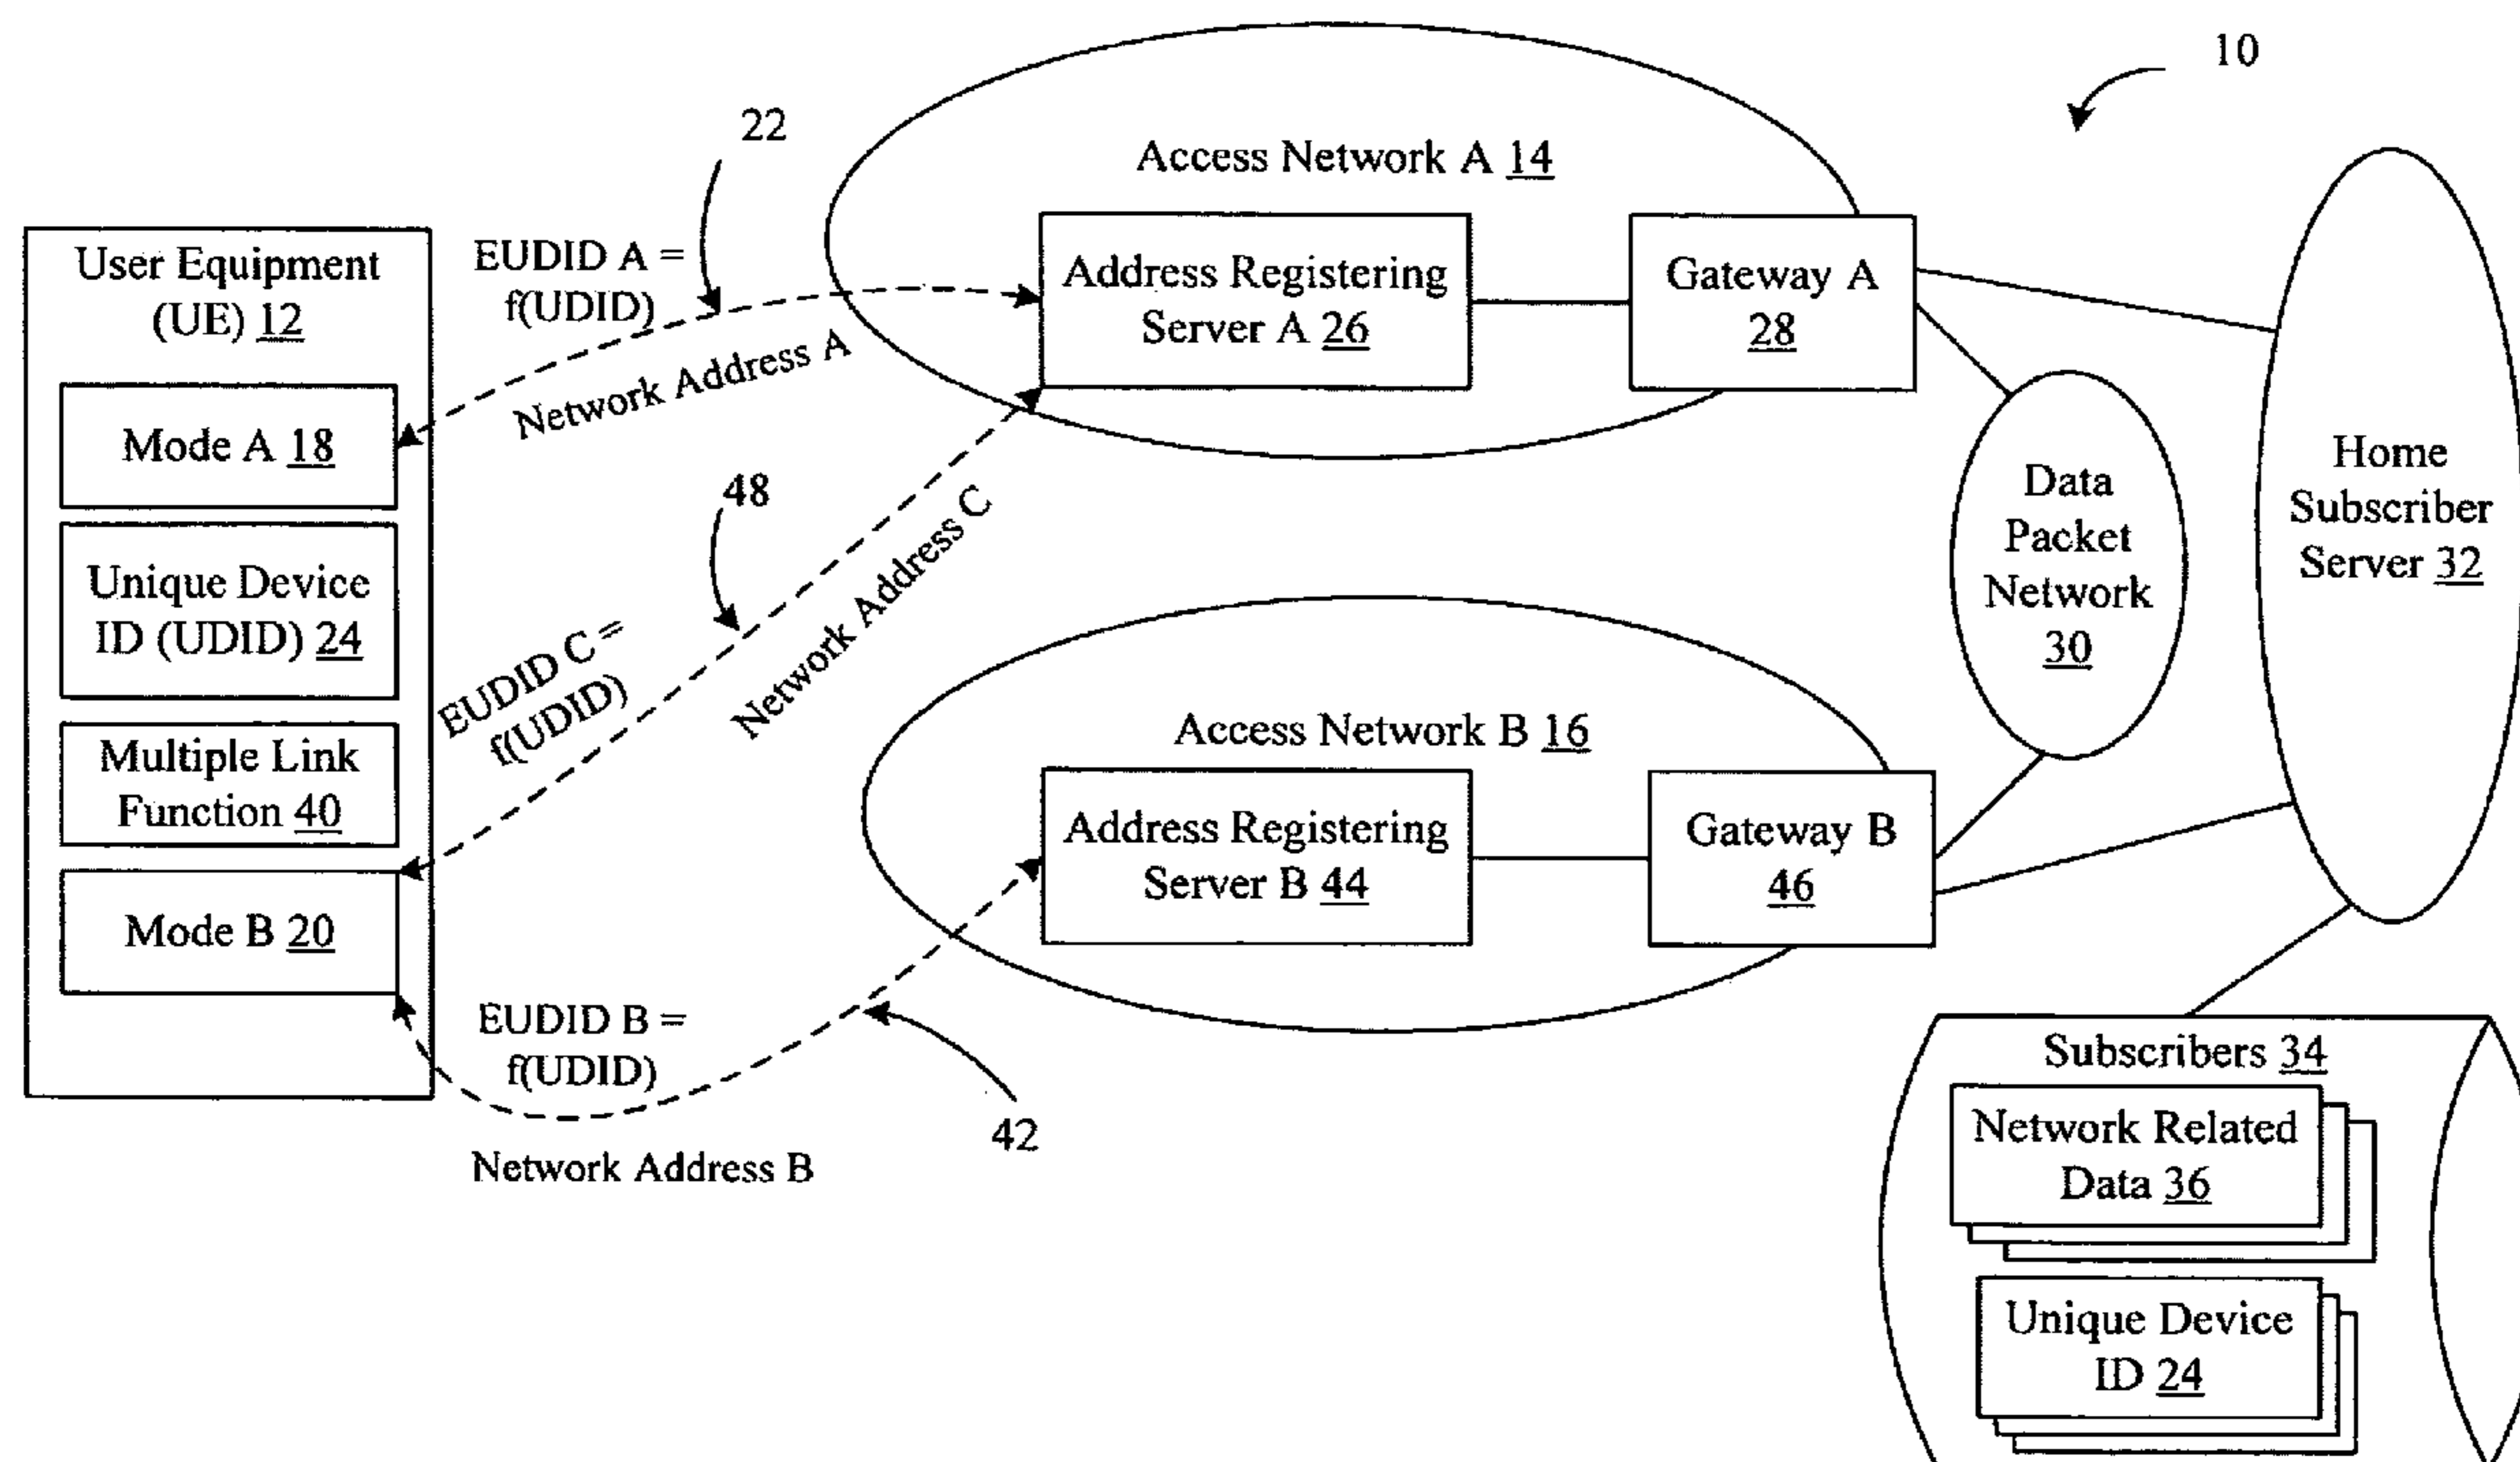 10
22
Access Network A 14
User Equipment
(UE) 12
EUDID A =
f(UDID)
Network Address A
Address Registering
Server A 26
Gateway A
28
Mode A 18
Unique Device
ID (UDID) 24
Multiple Link
Function 40
Mode B 20
48
EUDID C =
f(UDID)
Network Address C
Data
Packet
Network
30
Home
Subscriber
Server 32
Access Network B 16
Address Registering
Server B 44
Gateway B
46
EUDID B =
f(UDID)
Network Address B
42
Subscribers 34
Network Related
Data 36
Unique Device
ID 24